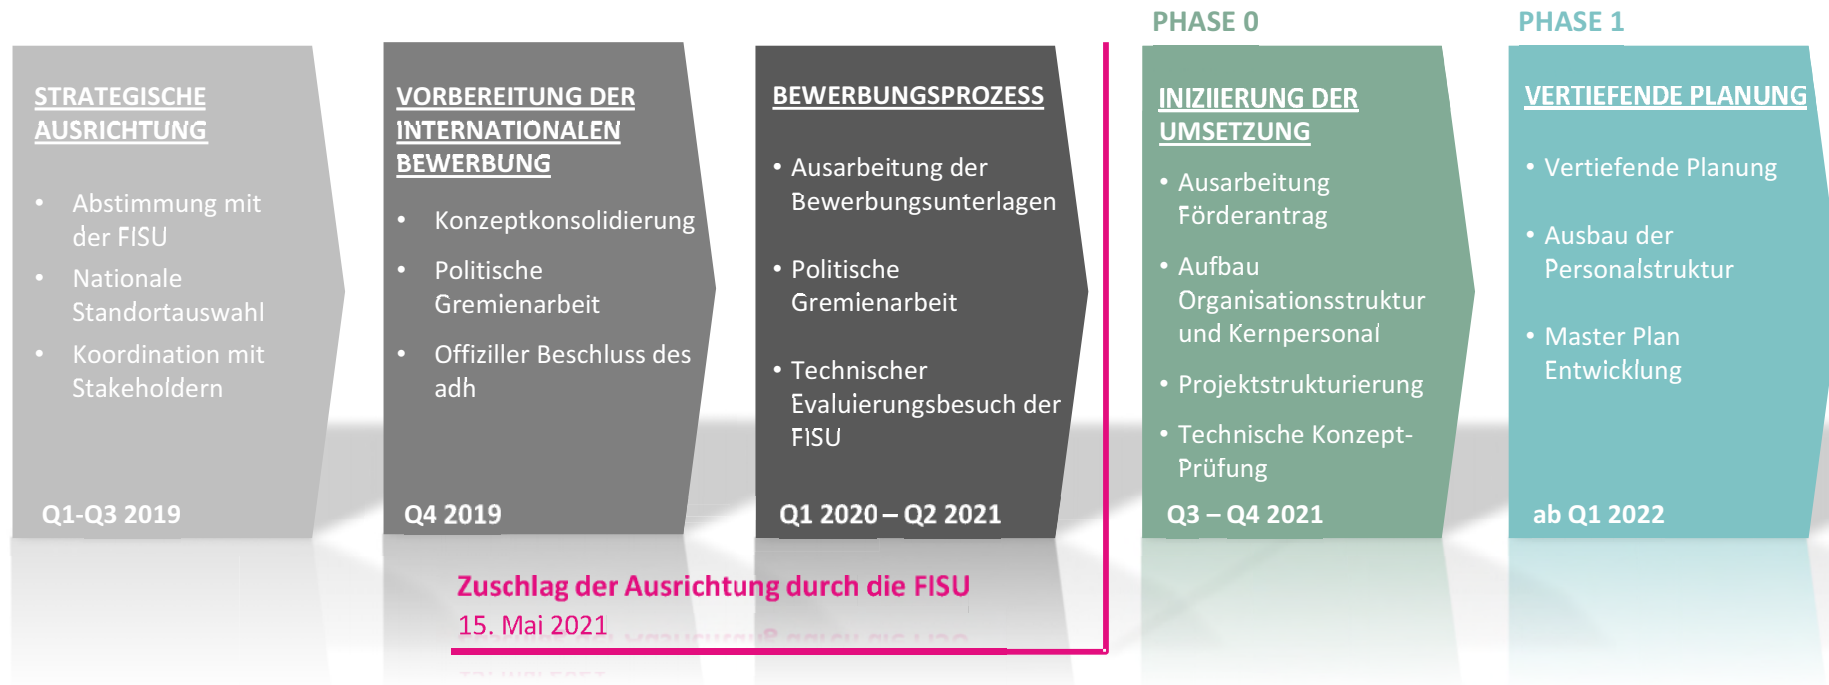 STRATEGISCHE
AUSRICHTUNG
• Abstimmung mit
der FISU
• Nationale
Standortauswahl
• Koordination mit
Stakeholdern
Q1-Q3 2019
VORBEREITUNG DER
INTERNATIONALEN
BEWERBUNG
• Konzeptkonsolidierung
• Politische
Gremienarbeit
• Offiziller Beschluss des
adh
Q4 2019
BEWERBUNGSPROZESS
• Ausarbeitung der
Bewerbungsunterlagen
• Politische
Gremienarbeit
• Technischer
Evaluierungsbesuch der
FISU
Q1 2020 – Q2 2021
Zuschlag der Ausrichtung durch die FISU
15. Mai 2021
PHASE 0
INIZIIERUNG DER
UMSETZUNG
• Ausarbeitung
Förderantrag
• Aufbau
Organisationsstruktur
und Kernpersonal
• Projektstrukturierung
• Technische Konzept-
Prüfung
Q3 – Q4 2021
PHASE 1
VERTIEFENDE PLANUNG
• Vertiefende Planung
• Ausbau der
Personalstruktur
• Master Plan
Entwicklung
ab Q1 2022